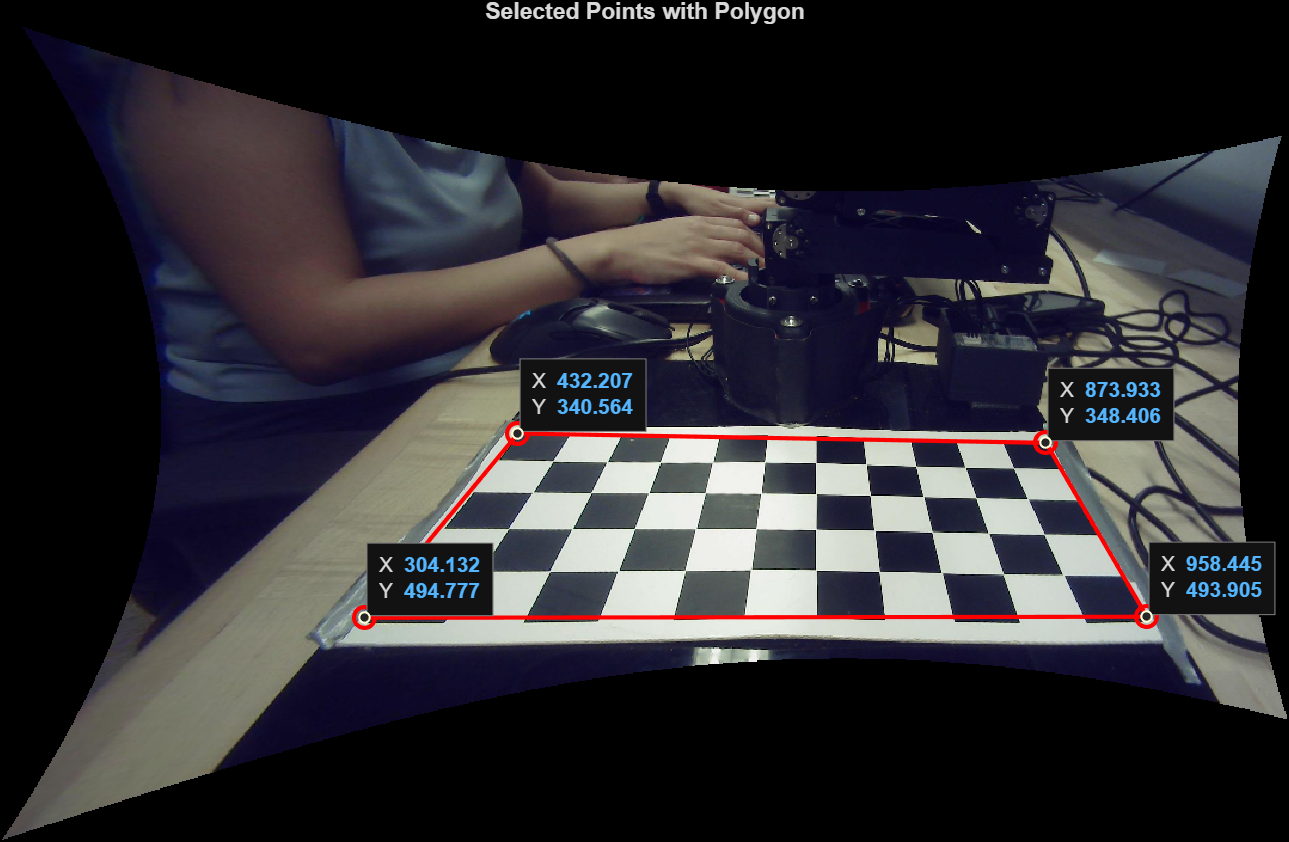 Selected Points with Polygon
X 432.207
Y 340.564
X 873.933
Y 348.406
X 304.132
Y 494.777
X 958.445
Y 493.905